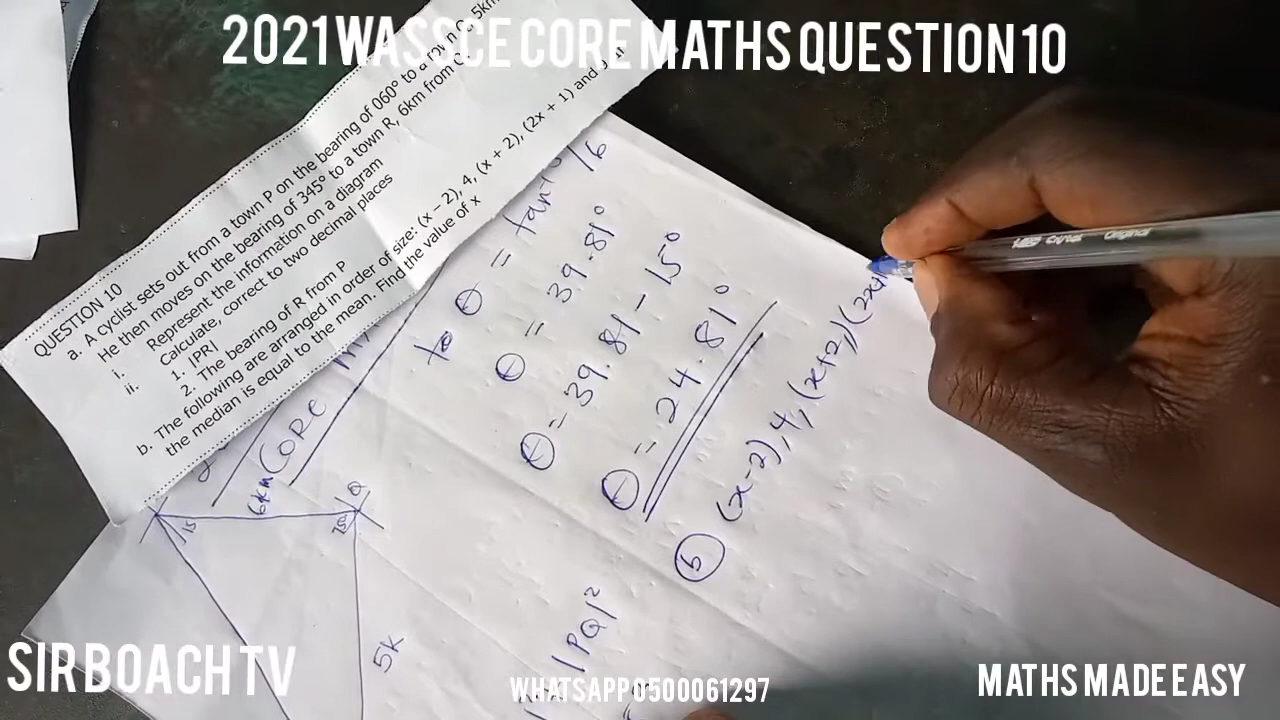 2021 WASSCE CORE MATHS QUESTION 10
QUESTION 10
a. A cyclist sets out from a town P on the bearing of 060° to a town Q, 5km
He then moves on the bearing of 345° to a town R, 6km from Q.
i. Represent the information on a diagram
ii. Calculate, correct to two decimal places
1. |PR|
2. The bearing of R from P
b. The following are arranged in order of size: (x − 2), 4, (x + 2), (2x + 1) and
the median is equal to the mean. Find the value of x
CORE
θ = tan
/6
θ = 39.81°
θ = 39.81 - 15°
θ = 24.81°
(b) (x-2), 4, (x+2,) (2x+1
6km
Q
15
5K
|PQ|²
SIR BOACH TV
WHATSAPP 0500061297
MATHS MADE EASY